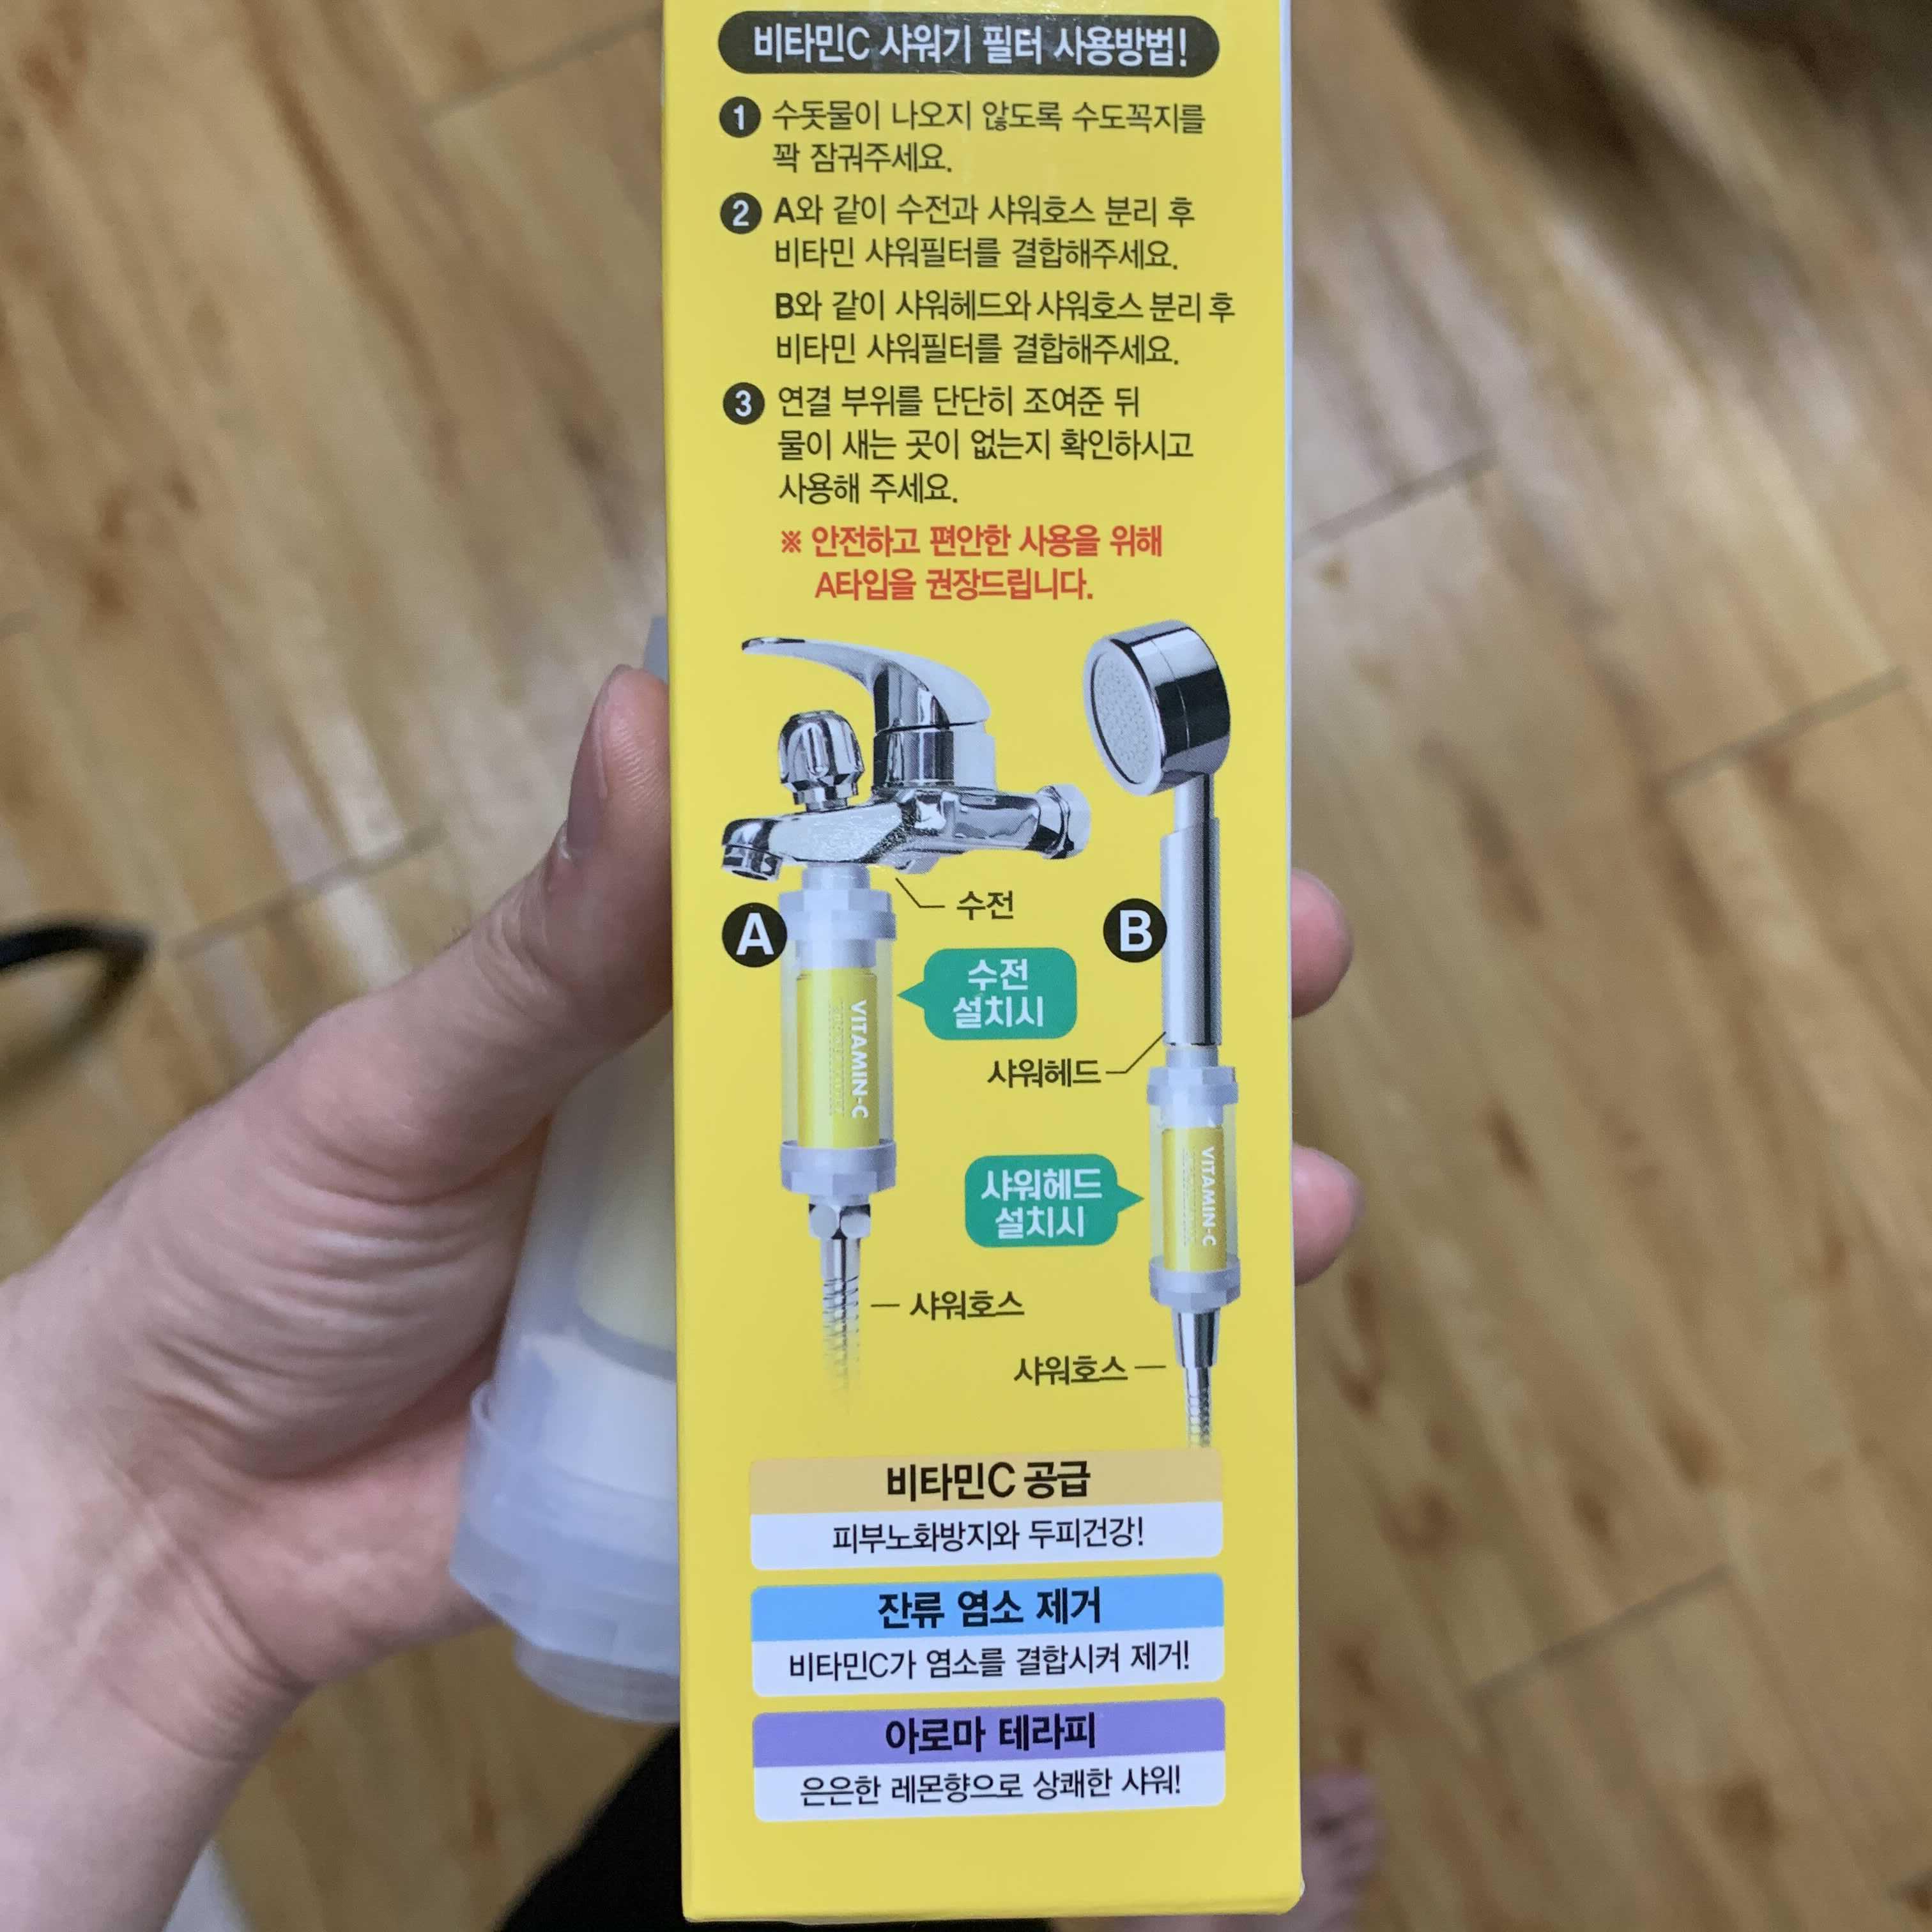 비타민C 샤워기 필터 사용방법!
1 수돗물이 나오지 않도록 수도꼭지를
꽉 잠궈주세요.
2 A와 같이 수전과 샤워호스 분리 후
비타민 샤워필터를 결합해주세요.
B와 같이 샤워헤드와 샤워호스 분리 후
비타민 샤워필터를 결합해주세요.
3 연결 부위를 단단히 조여준 뒤
물이 새는 곳이 없는지 확인하시고
사용해 주세요.
※ 안전하고 편안한 사용을 위해
A타입을 권장드립니다.
A
수전
수전
설치시
VITAMIN-C
샤워호스
B
샤워헤드
샤워헤드
설치시
VITAMIN-C
샤워호스
비타민C 공급
피부노화방지와 두피건강!
잔류 염소 제거
비타민C가 염소를 결합시켜 제거!
아로마 테라피
은은한 레몬향으로 상쾌한 샤워!